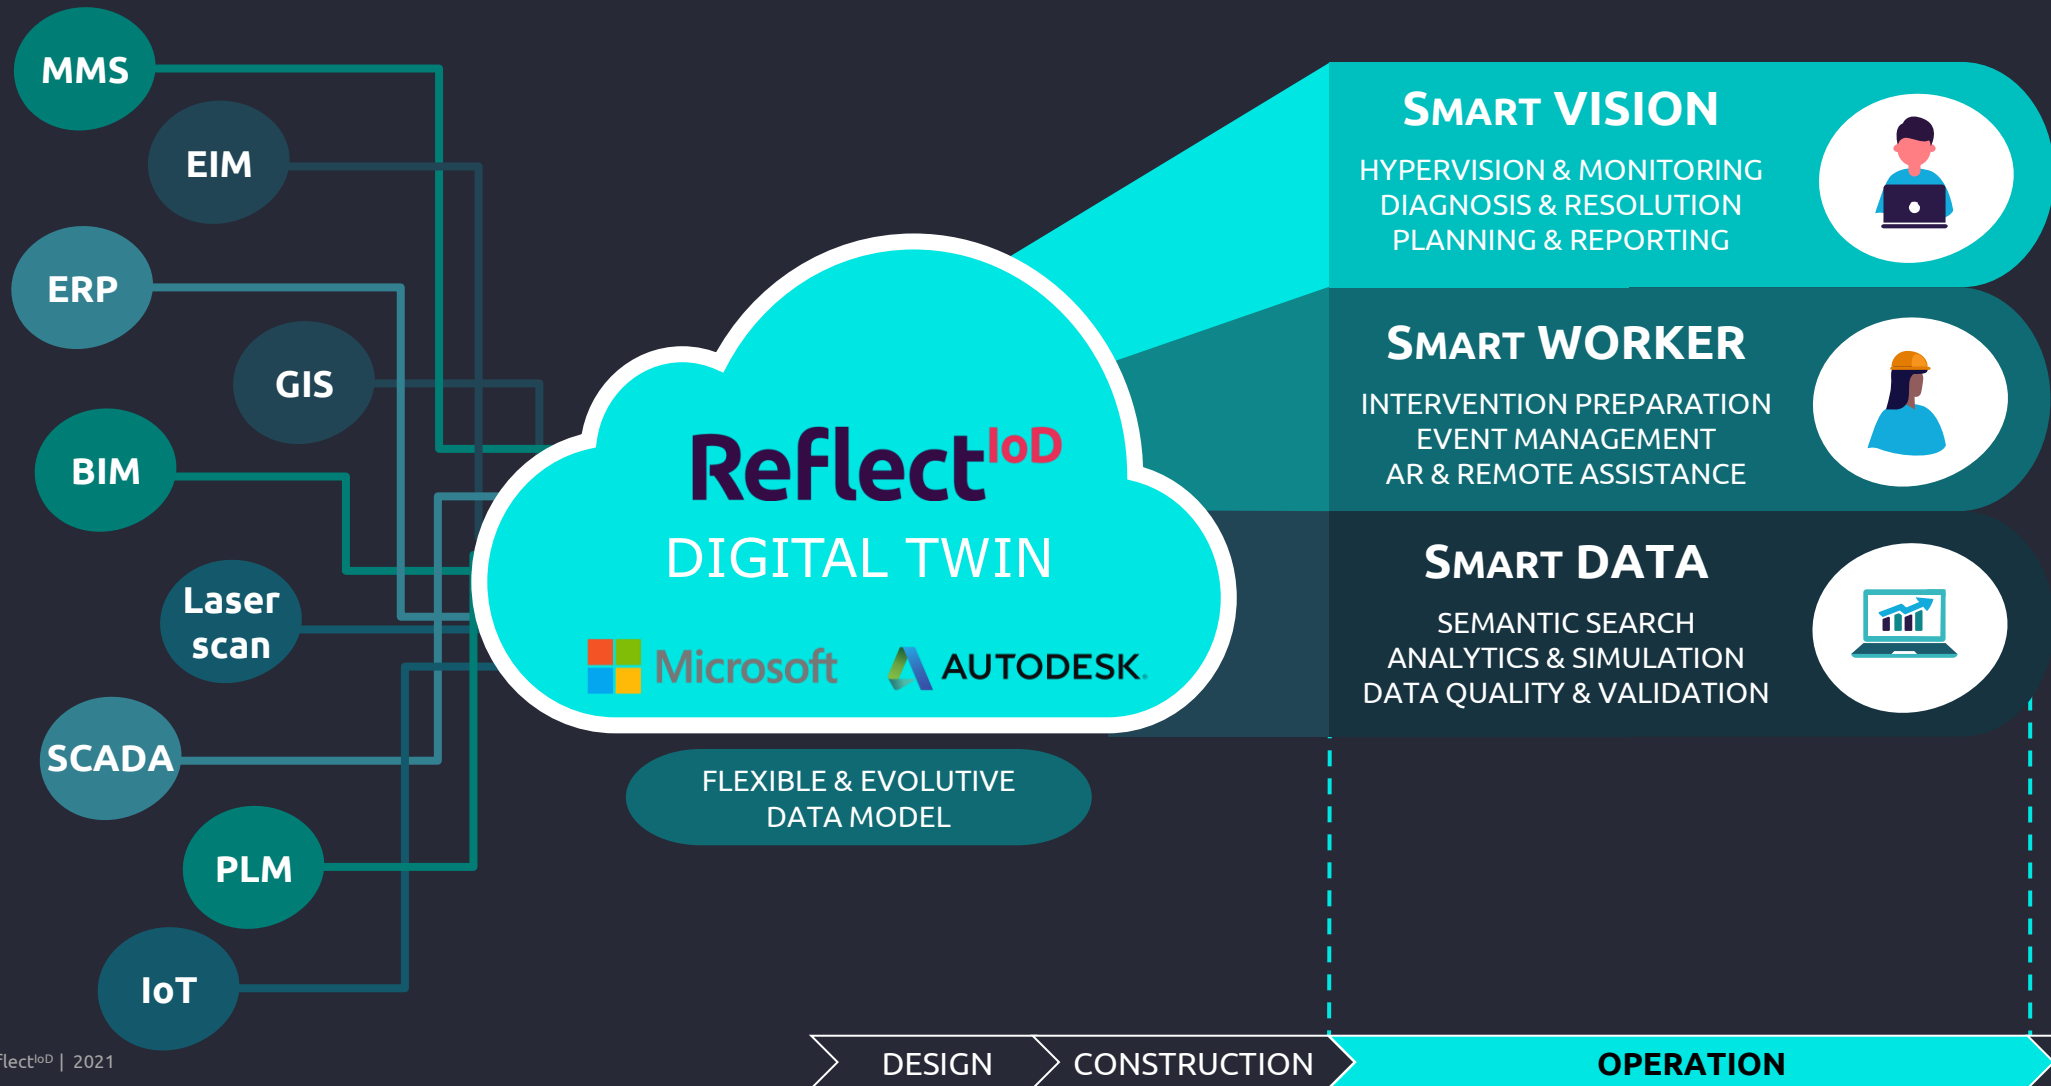 MMS
EIM
ERP
GIS
BIM
Laser
scan
SCADA
PLM
IoT
ReflectIoD
DIGITAL TWIN
Microsoft
AUTODESK.
FLEXIBLE & EVOLUTIVE
DATA MODEL
SMART VISION
HYPERVISION & MONITORING
DIAGNOSIS & RESOLUTION
PLANNING & REPORTING
SMART WORKER
INTERVENTION PREPARATION
EVENT MANAGEMENT
AR & REMOTE ASSISTANCE
SMART DATA
SEMANTIC SEARCH
ANALYTICS & SIMULATION
DATA QUALITY & VALIDATION
flectIoD | 2021
DESIGN
CONSTRUCTION
OPERATION